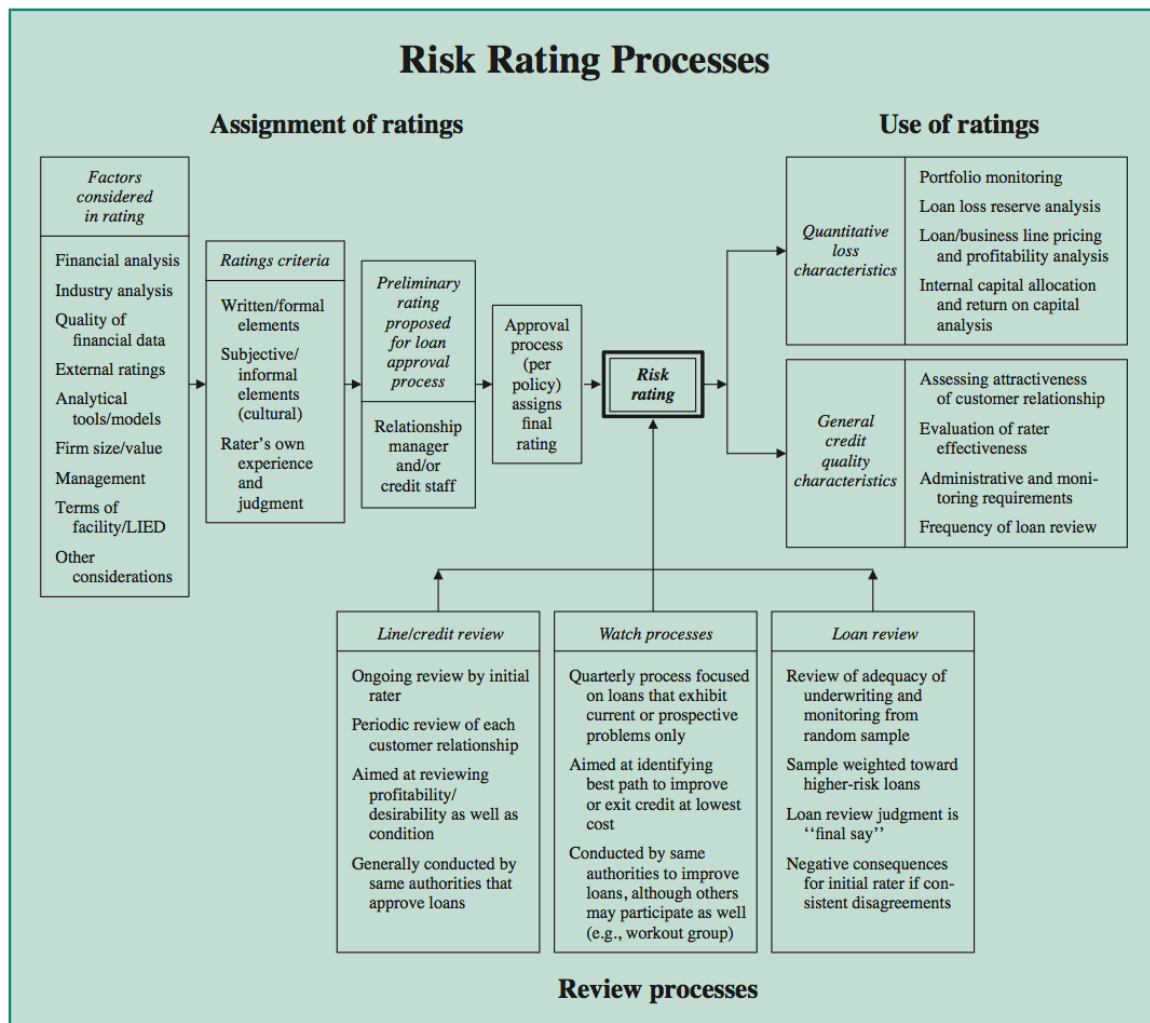 Risk Rating Processes
Assignment of ratings
Factors
considered
in rating
Financial analysis
Industry analysis
Quality of
financial data
External ratings
Analytical
tools/models
Firm size/value
Management
Terms of
facility/LIED
Other
considerations
Ratings criteria
Written/formal
elements
Subjective/
informal
elements
(cultural)
Rater's own
experience
and
judgment
Preliminary
rating
proposed
for loan
approval
process
Relationship
manager
and/or
credit staff
Approval
process
(per
policy)
assigns
final
rating
Risk
rating
Use of ratings
Quantitative
loss
characteristics
Portfolio monitoring
Loan loss reserve analysis
Loan/business line pricing
and profitability analysis
Internal capital allocation
and return on capital
analysis
General
credit
quality
characteristics
Assessing attractiveness
of customer relationship
Evaluation of rater
effectiveness
Administrative and moni-
toring requirements
Frequency of loan review
Line/credit review
Ongoing review by initial
rater
Periodic review of each
customer relationship
Aimed at reviewing
profitability/
desirability as well as
condition
Generally conducted by
same authorities that
approve loans
Watch processes
Quarterly process focused
on loans that exhibit
current or prospective
problems only
Aimed at identifying
best path to improve
or exit credit at lowest
cost
Conducted by same
authorities to improve
loans, although others
may participate as well
(e.g., workout group)
Loan review
Review of adequacy of
underwriting and
monitoring from
random sample
Sample weighted toward
higher-risk loans
Loan review judgment is
‘‘final say’’
Negative consequences
for initial rater if con-
sistent disagreements
Review processes